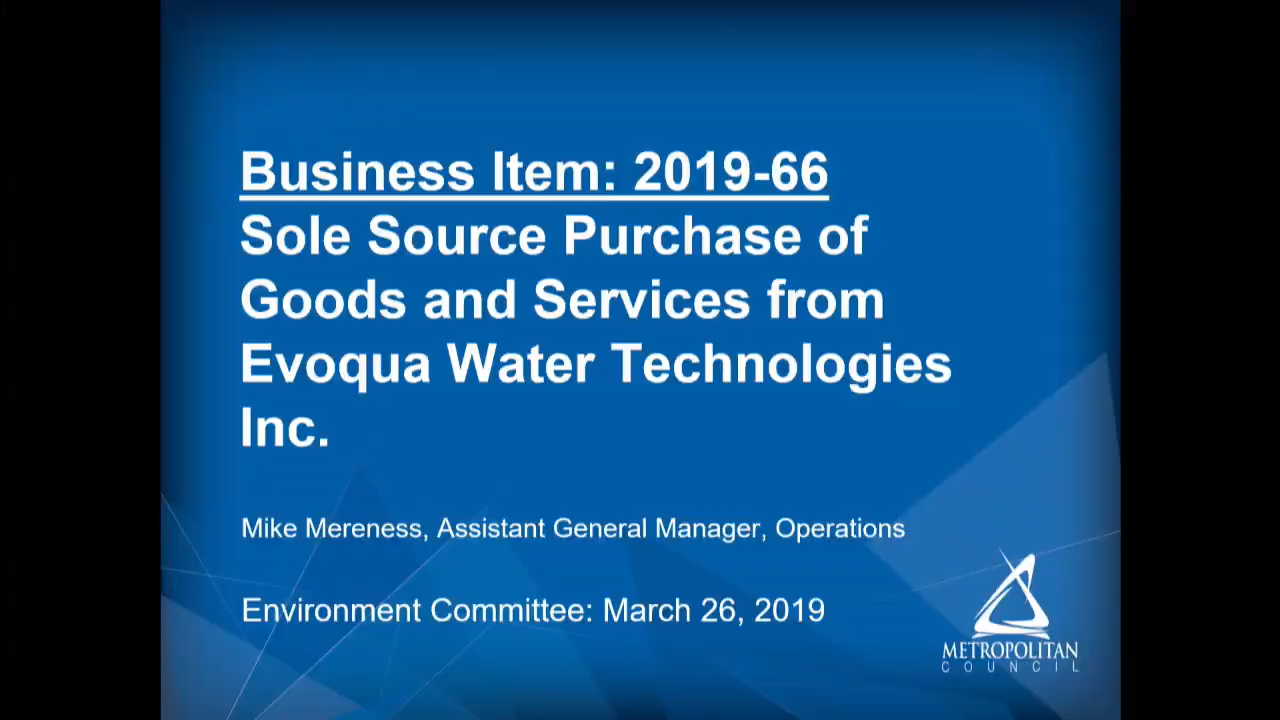 Business Item: 2019-66
Sole Source Purchase of
Goods and Services from
Evoqua Water Technologies
Inc.
Mike Mereness, Assistant General Manager, Operations
Environment Committee: March 26, 2019
METROPOLITAN
COUNCIL